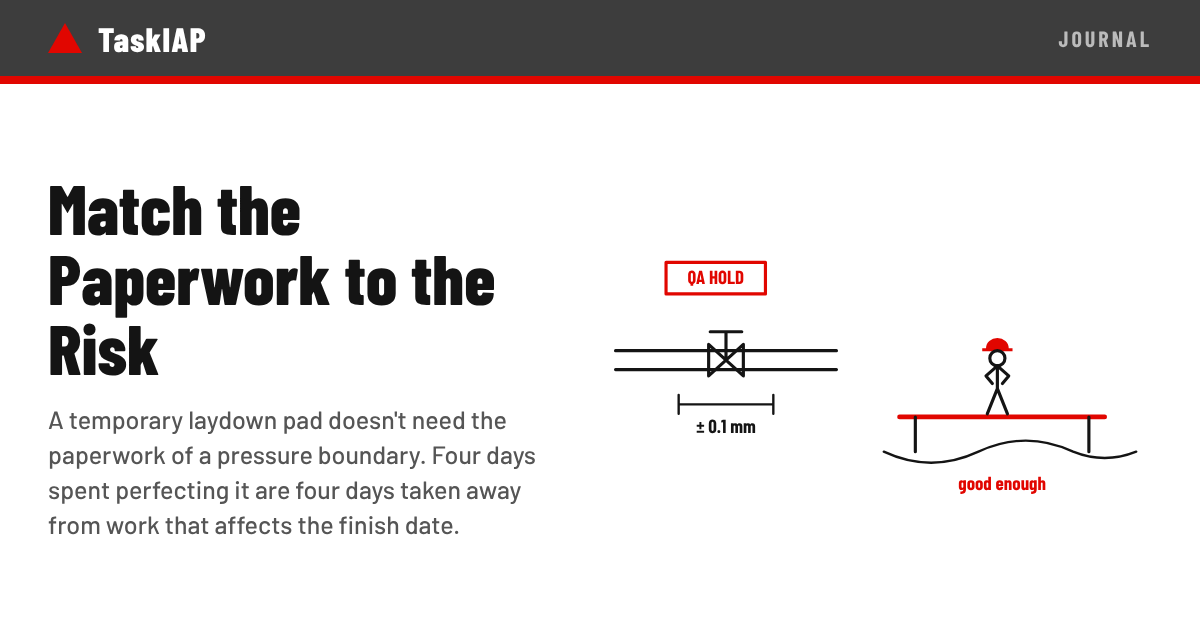 TaskIAP
JOURNAL
Match the
Paperwork to the
Risk
A temporary laydown pad doesn't need the
paperwork of a pressure boundary. Four days
spent perfecting it are four days taken away
from work that affects the finish date.
QA HOLD
± 0.1 mm
good enough